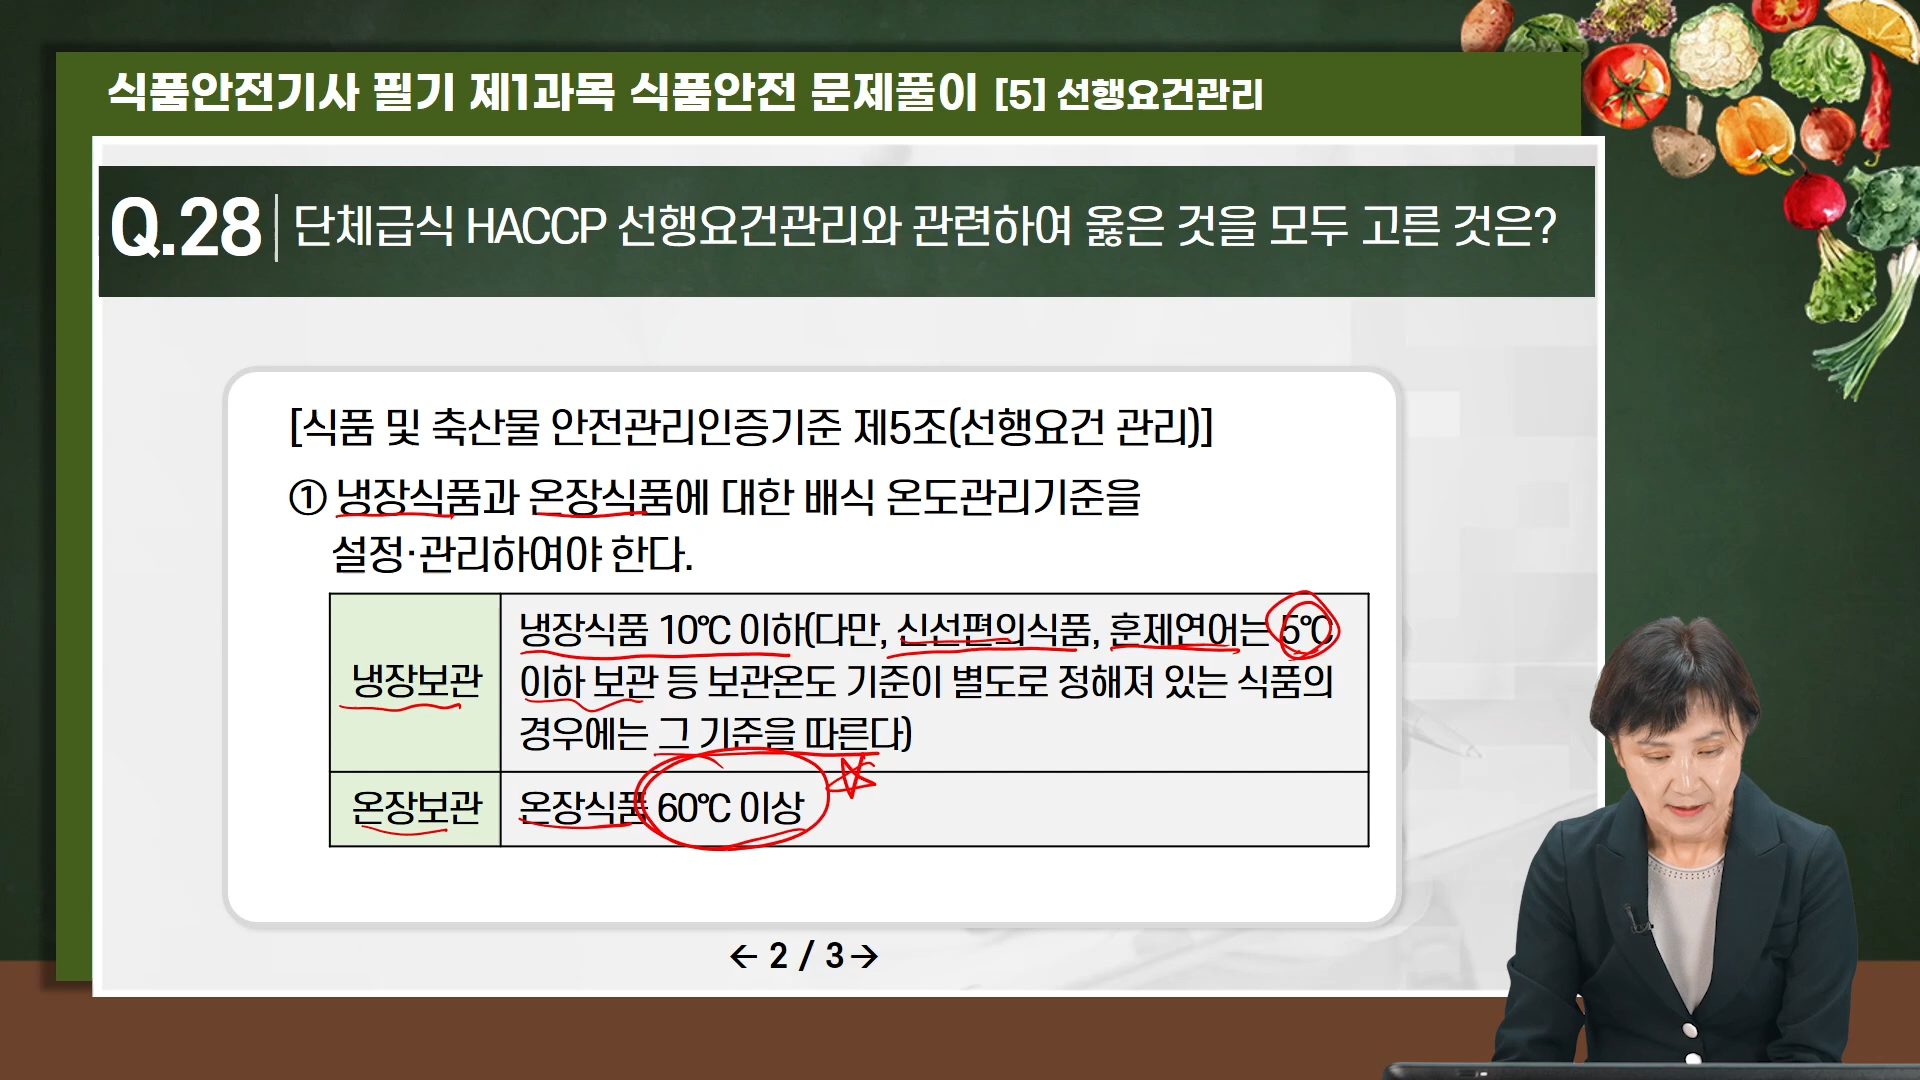 식품안전기사 필기 제1과목 식품안전 문제풀이 [5] 선행요건관리
Q.28 단체급식 HACCP 선행요건관리와 관련하여 옳은 것을 모두 고른 것은?
[식품 및 축산물 안전관리인증기준 제5조(선행요건 관리)]
① 냉장식품과 온장식품에 대한 배식 온도관리기준을
설정·관리하여야 한다.
냉장보관
냉장식품 10℃ 이하(다만, 신선편의식품, 훈제연어는 5℃
이하 보관 등 보관온도 기준이 별도로 정해져 있는 식품의
경우에는 그 기준을 따른다)
온장보관
온장식품 60℃ 이상
← 2 / 3 →